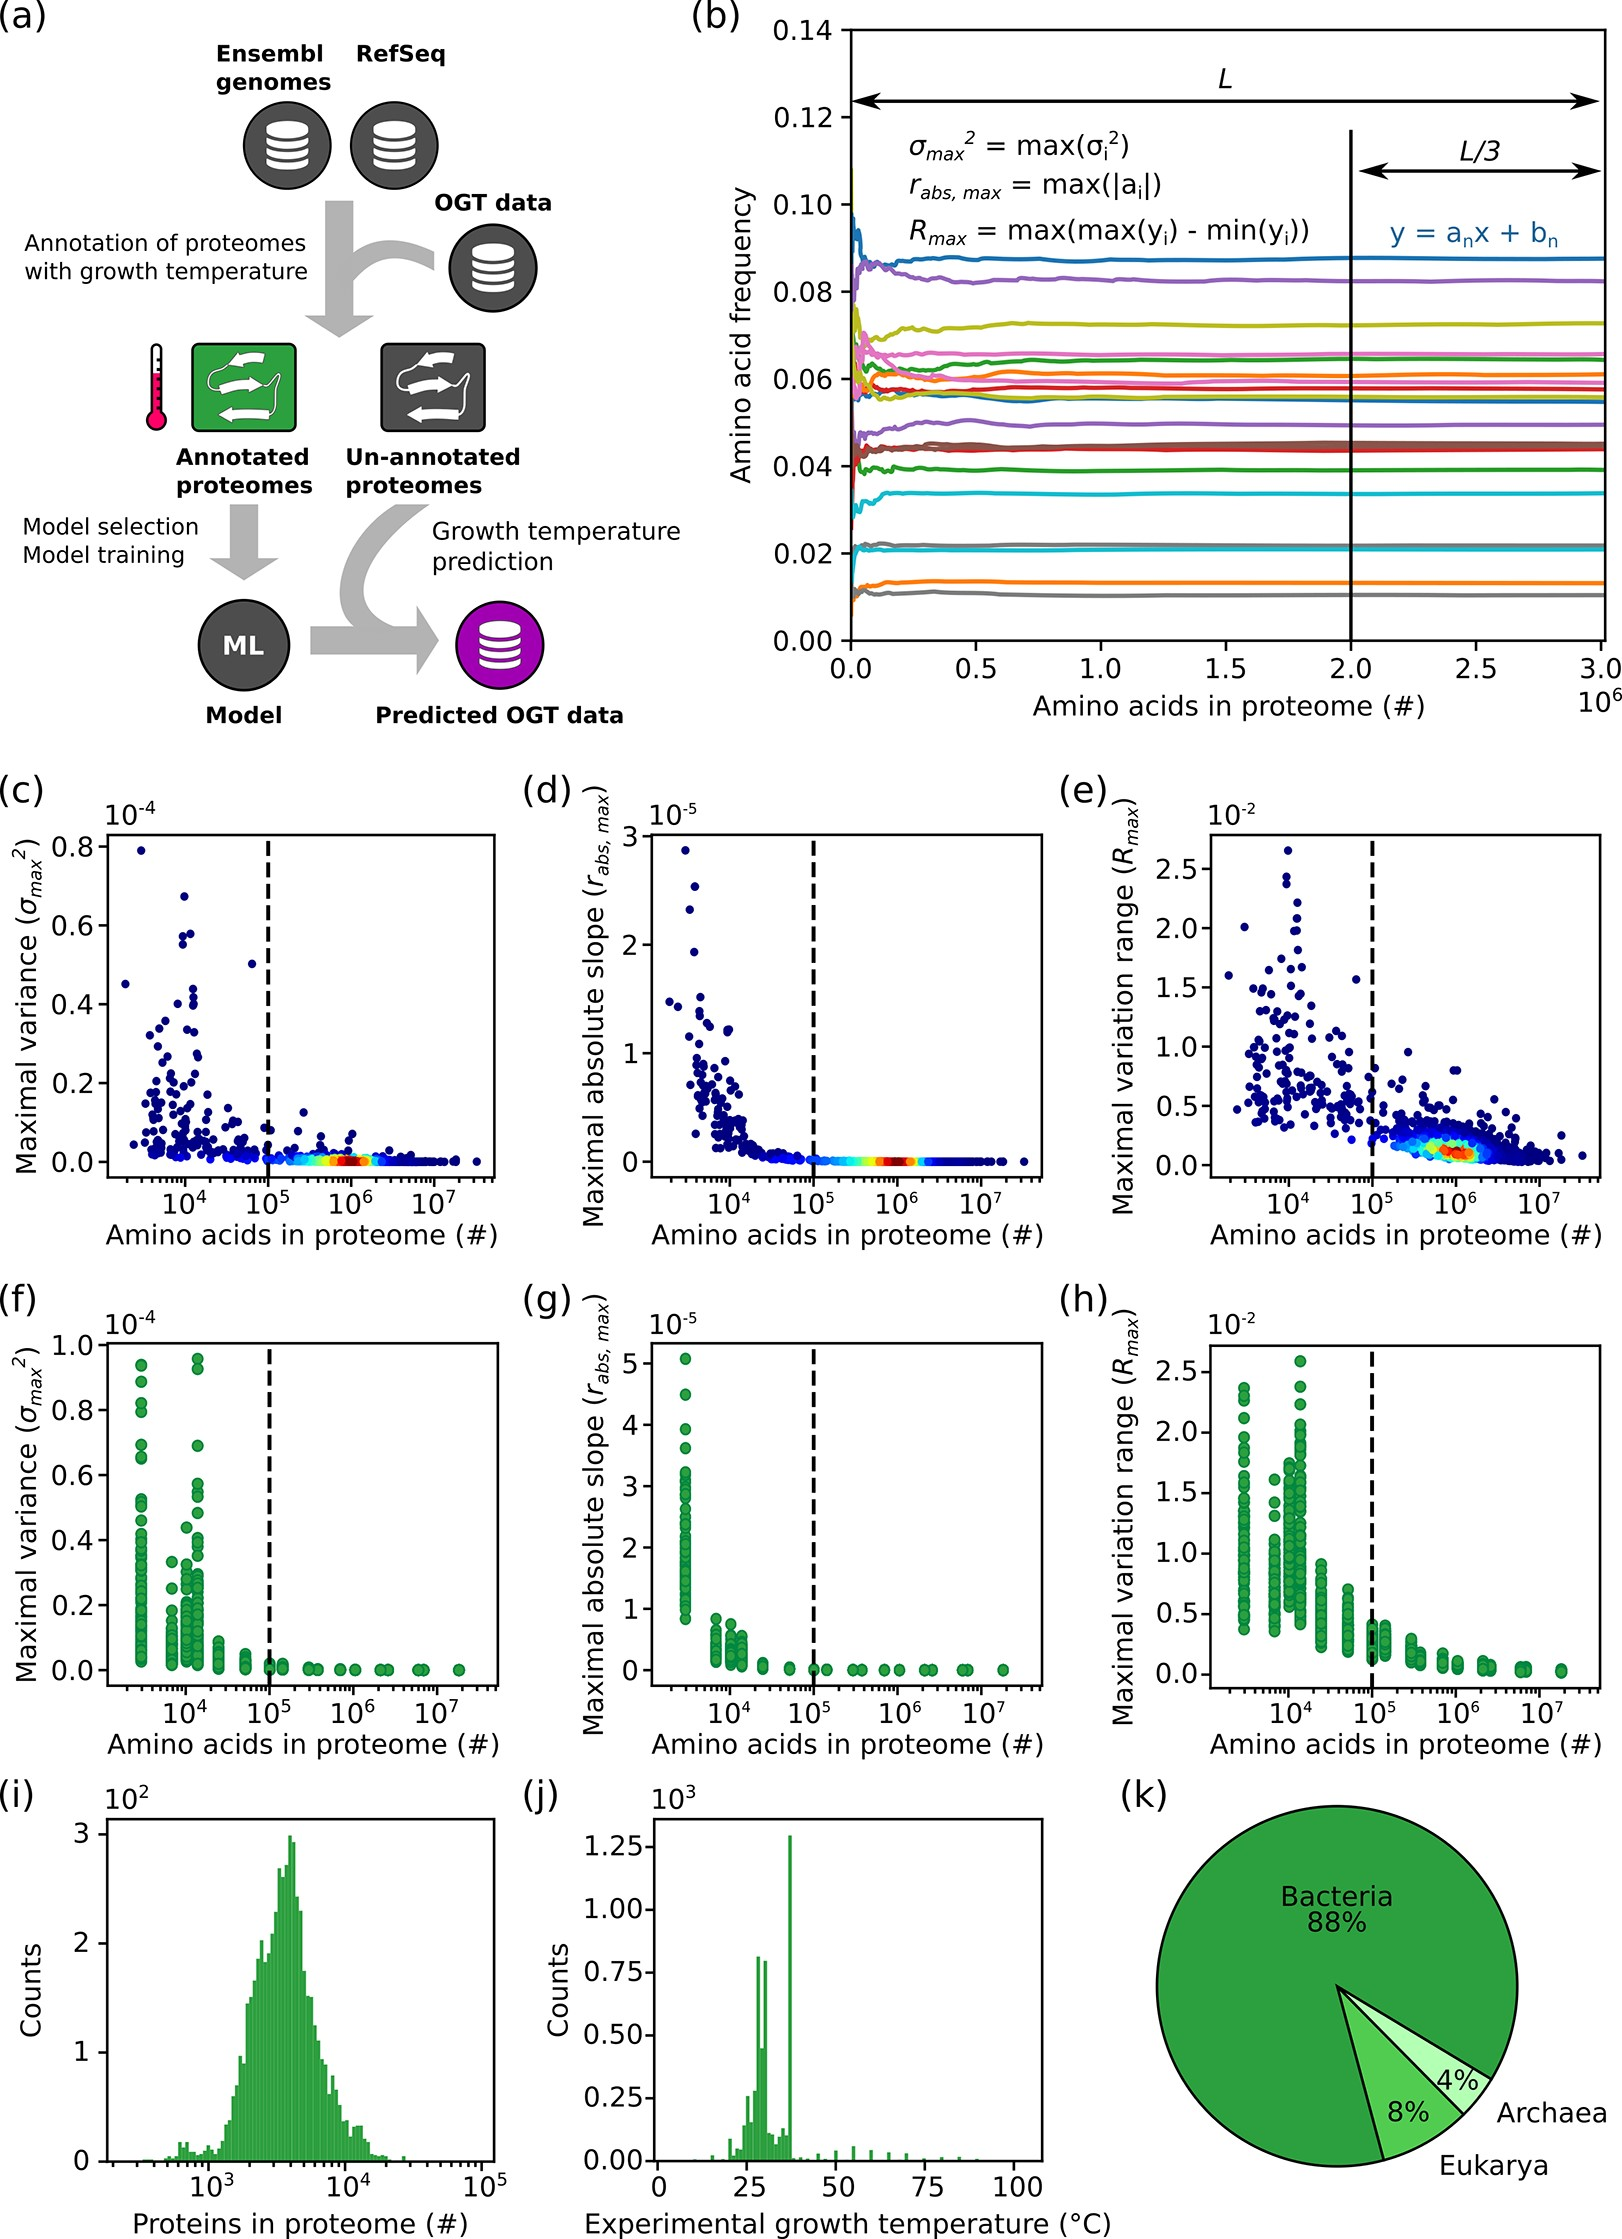 (a)
Ensembl
genomes
RefSeq
OGT data
Annotation of proteomes
with growth temperature
Annotated
proteomes
Un-annotated
proteomes
Model selection
Model training
Growth temperature
prediction
ML
Model
Predicted OGT data
(b)
0.14
0.12
0.10
0.08
0.06
0.04
0.02
0.00
Amino acid frequency
L
L/3
σmax² = max(σi²)
rabs, max = max(|ai|)
Rmax = max(max(yi) - min(yi))
y = anx + bn
0.0 0.5 1.0 1.5 2.0 2.5 3.0
10⁶
Amino acids in proteome (#)
(c)
10⁻⁴
Maximal variance (σmax²)
0.8
0.6
0.4
0.2
0.0
10⁴ 10⁵ 10⁶ 10⁷
Amino acids in proteome (#)
(d)
10⁻⁵
Maximal absolute slope (rabs, max)
3
2
1
0
10⁴ 10⁵ 10⁶ 10⁷
Amino acids in proteome (#)
(e)
10⁻²
Maximal variation range (Rmax)
2.5
2.0
1.5
1.0
0.5
0.0
10⁴ 10⁵ 10⁶ 10⁷
Amino acids in proteome (#)
(f)
10⁻⁴
Maximal variance (σmax²)
1.0
0.8
0.6
0.4
0.2
0.0
10⁴ 10⁵ 10⁶ 10⁷
Amino acids in proteome (#)
(g)
10⁻⁵
Maximal absolute slope (rabs, max)
5
4
3
2
1
0
10⁴ 10⁵ 10⁶ 10⁷
Amino acids in proteome (#)
(h)
10⁻²
Maximal variation range (Rmax)
2.5
2.0
1.5
1.0
0.5
0.0
10⁴ 10⁵ 10⁶ 10⁷
Amino acids in proteome (#)
(i)
10²
Counts
3
2
1
0
10³ 10⁴ 10⁵
Proteins in proteome (#)
(j)
10³
Counts
1.25
1.00
0.75
0.50
0.25
0.00
0 25 50 75 100
Experimental growth temperature (°C)
(k)
Bacteria
88%
4%
Archaea
8%
Eukarya